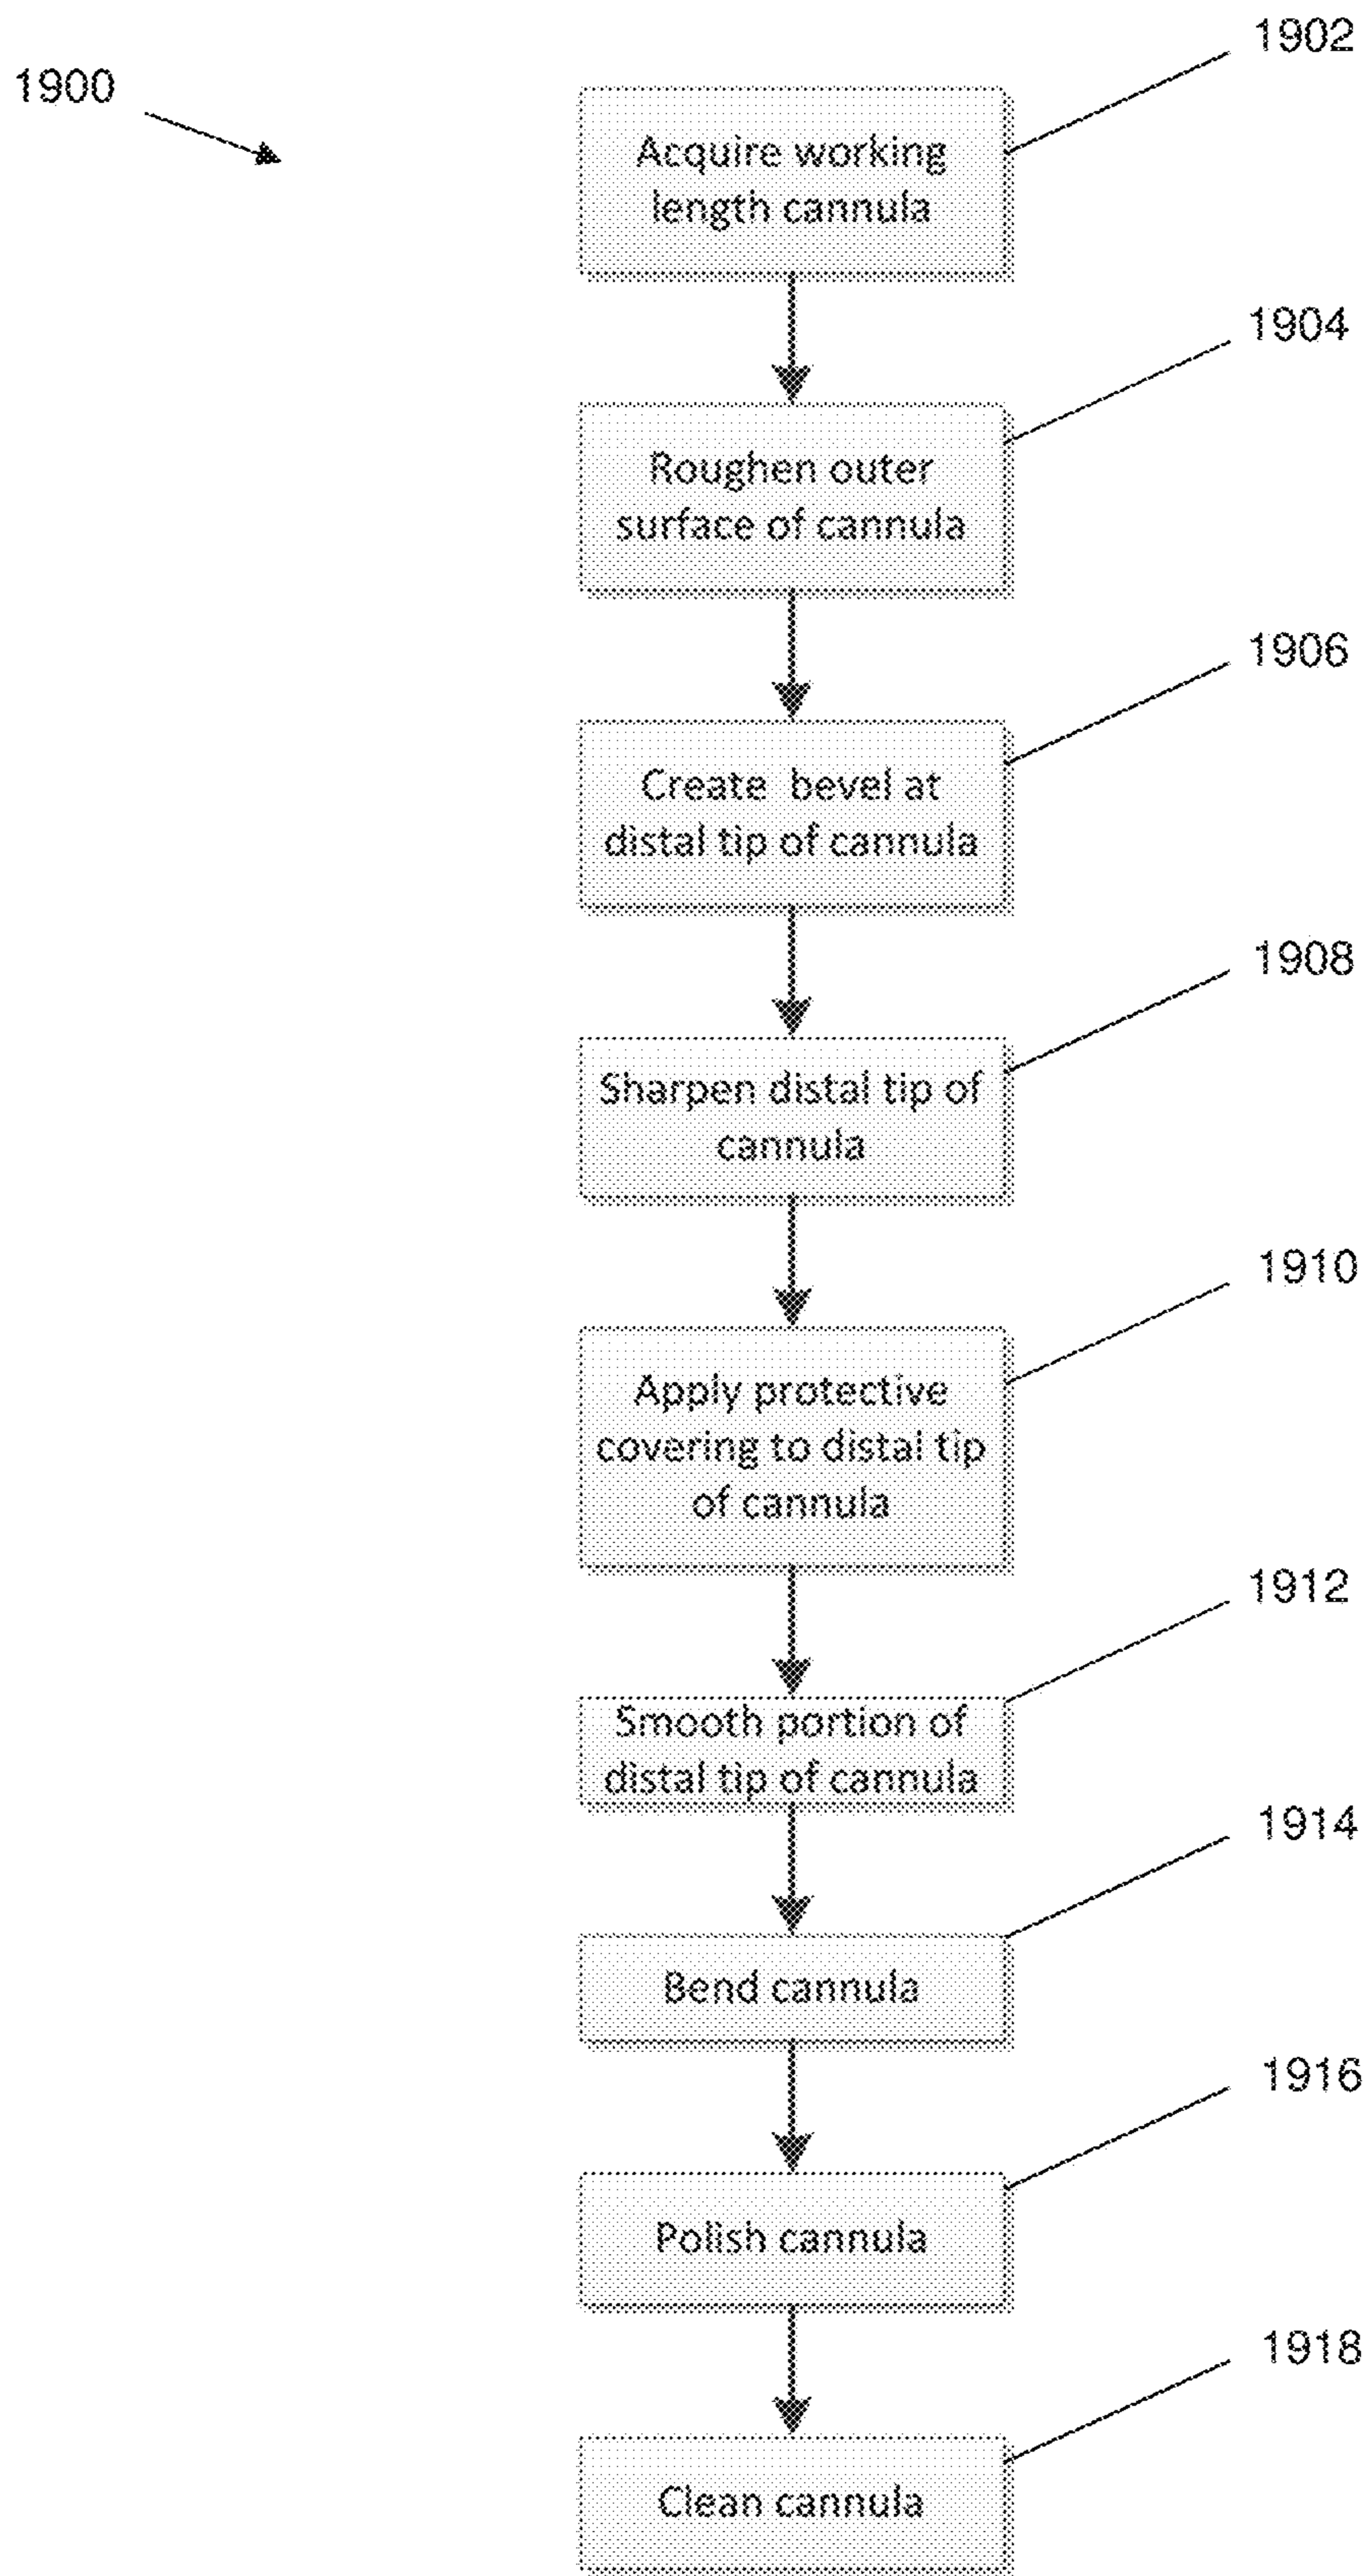 1902
1900
Acquire working
length cannula
1904
Roughen outer
surface of cannula
1906
Create bevel at
distal tip of cannula
1908
Sharpen distal tip of
cannula
1910
Apply protective
covering to distal tip
of cannula
1912
Smooth portion of
distal tip of cannula
1914
Bend cannula
1916
Polish cannula
1918
Clean cannula